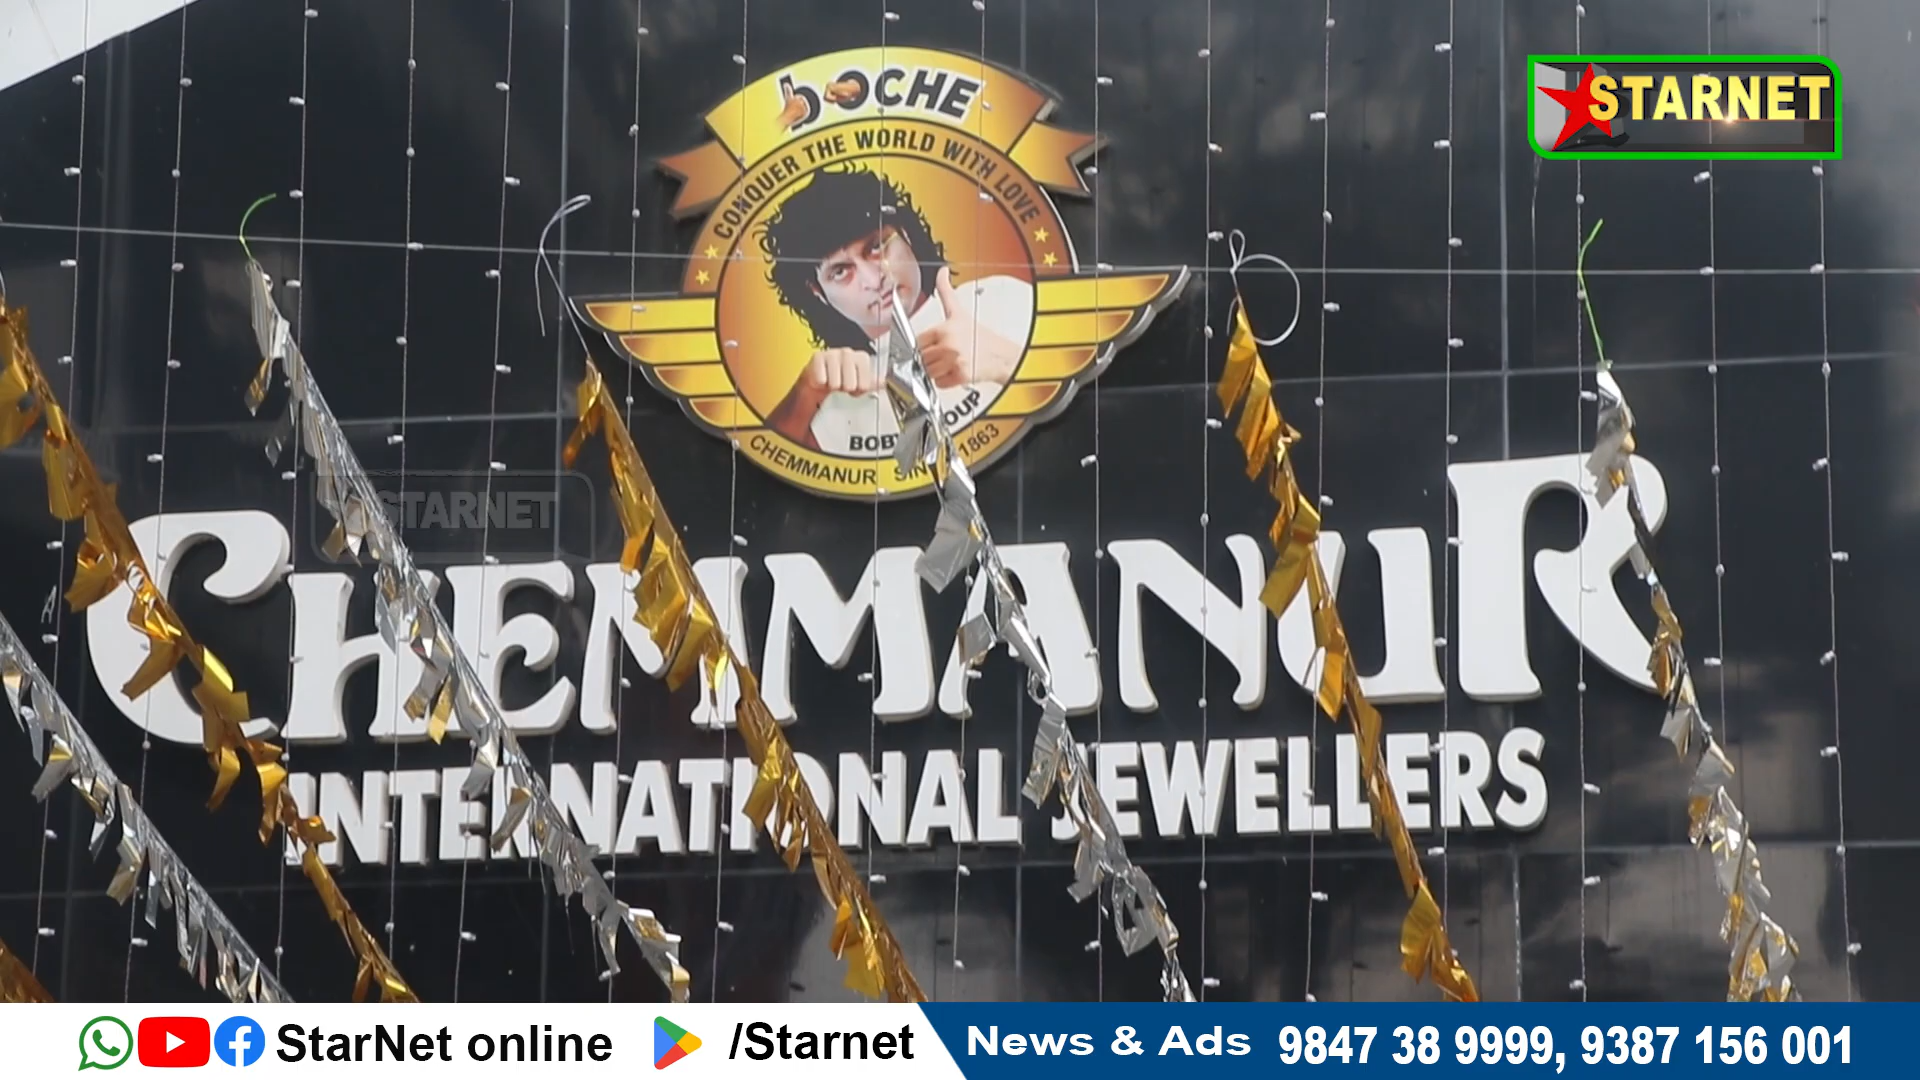 bOCHE
CONQUER THE WORLD WITH LOVE
CHEMMANUR 1863
STARNET
STARNET
CHEMMANUR
INTERNATIONAL JEWELLERS
StarNet online
/Starnet
News & Ads 9847 38 9999, 9387 156 001